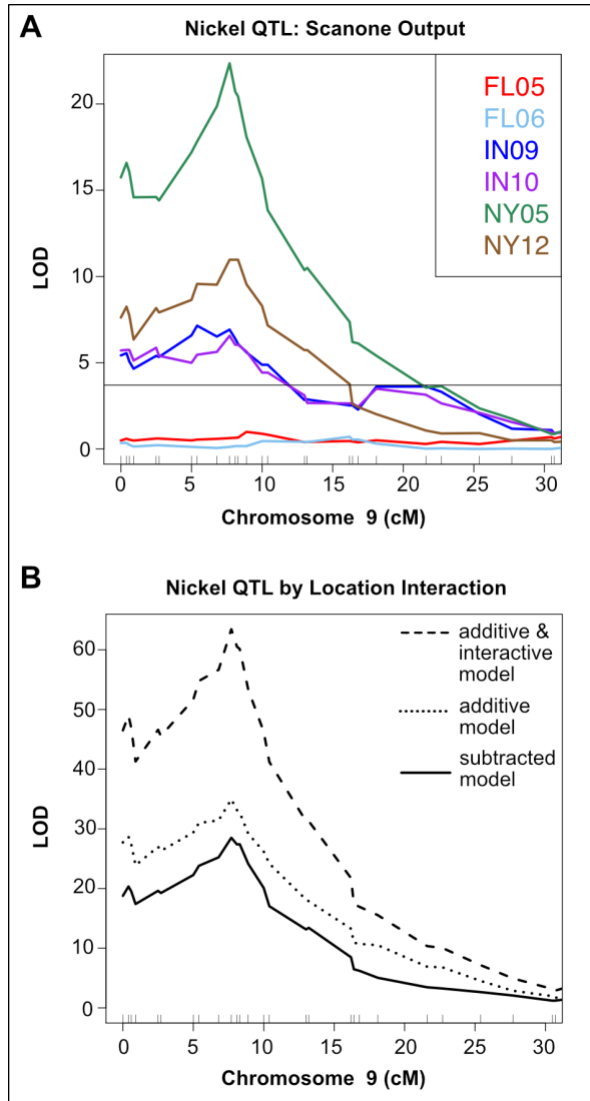 A
Nickel QTL: Scanone Output
LOD
20
15
10
5
0
FL05
FL06
IN09
IN10
NY05
NY12
0 5 10 15 20 25 30
Chromosome 9 (cM)
B
Nickel QTL by Location Interaction
LOD
60
50
40
30
20
10
0
additive &
interactive
model
additive
model
subtracted
model
0 5 10 15 20 25 30
Chromosome 9 (cM)